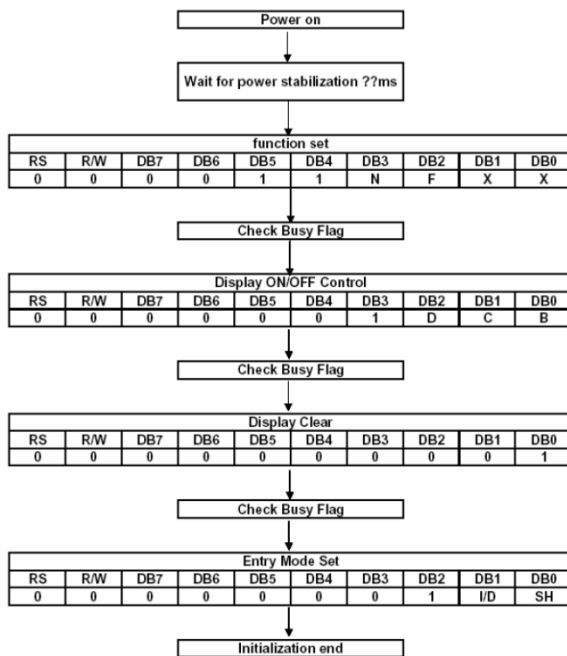 Power on
Wait for power stabilization ??ms
function set
RS R/W DB7 DB6 DB5 DB4 DB3 DB2 DB1 DB0
0 0 0 0 1 1 N F X X
Check Busy Flag
Display ON/OFF Control
RS R/W DB7 DB6 DB5 DB4 DB3 DB2 DB1 DB0
0 0 0 0 0 0 1 D C B
Check Busy Flag
Display Clear
RS R/W DB7 DB6 DB5 DB4 DB3 DB2 DB1 DB0
0 0 0 0 0 0 0 0 0 1
Check Busy Flag
Entry Mode Set
RS R/W DB7 DB6 DB5 DB4 DB3 DB2 DB1 DB0
0 0 0 0 0 0 0 1 I/D SH
Initialization end